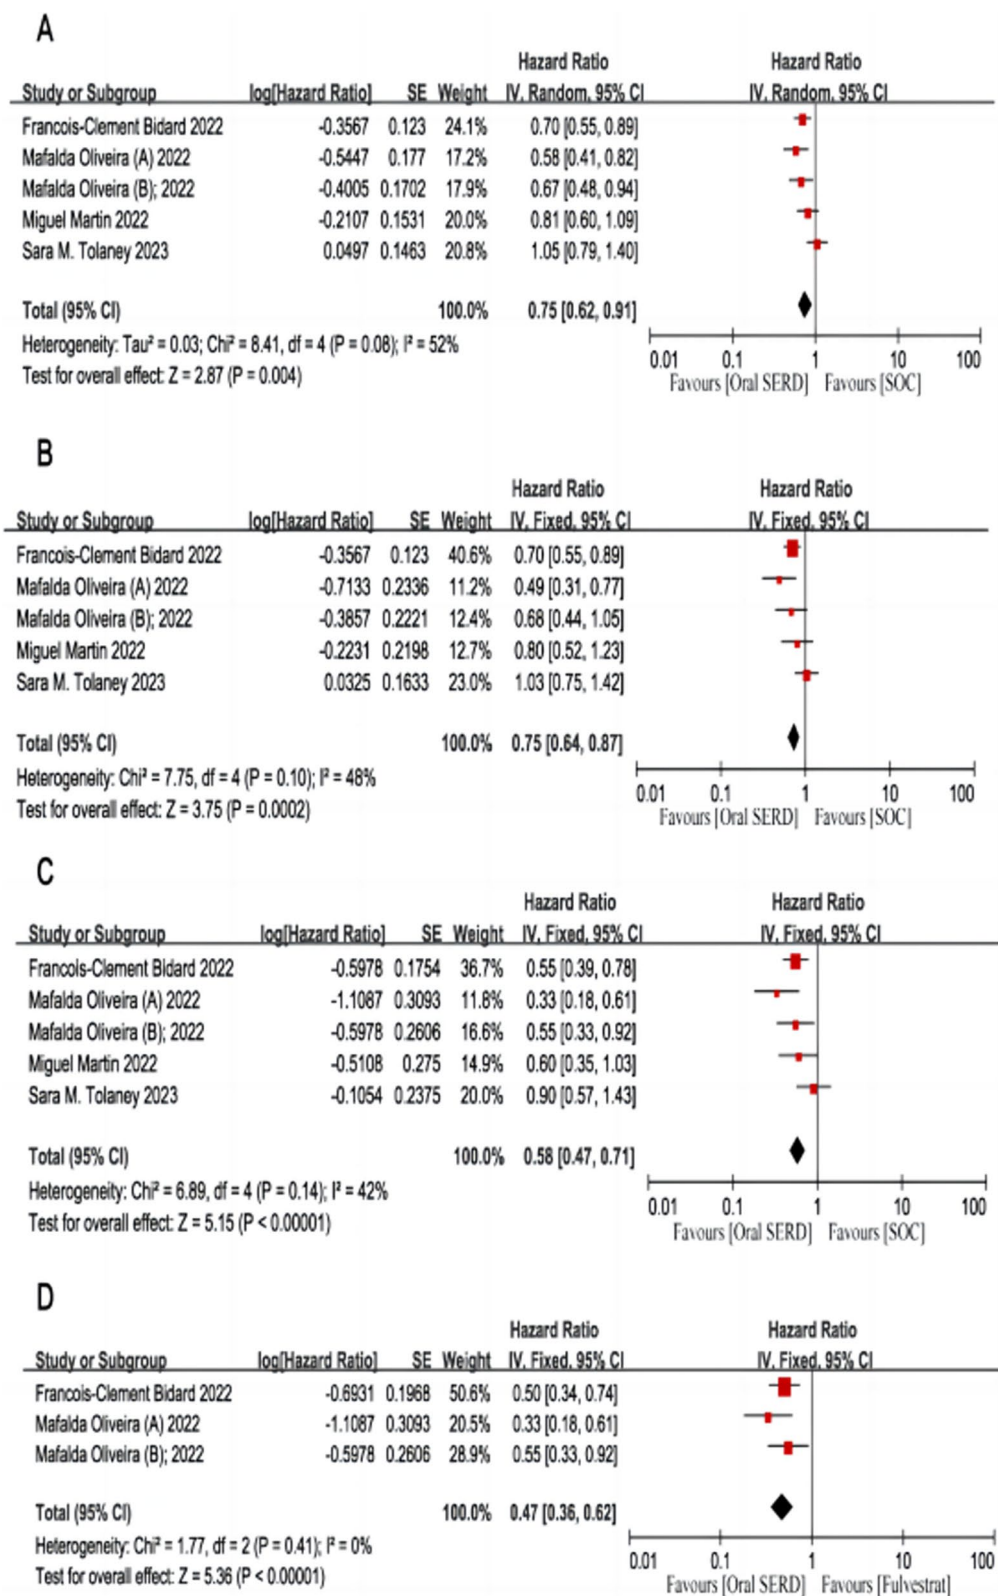 A
Hazard Ratio Hazard Ratio
Study or Subgroup log[Hazard Ratio] SE Weight IV, Random, 95% CI IV, Random, 95% CI
Francois-Clement Bidard 2022 -0.3567 0.123 24.1% 0.70 [0.55, 0.89]
Mafalda Oliveira (A) 2022 -0.5447 0.177 17.2% 0.58 [0.41, 0.82]
Mafalda Oliveira (B); 2022 -0.4005 0.1702 17.9% 0.67 [0.48, 0.94]
Miguel Martin 2022 -0.2107 0.1531 20.0% 0.81 [0.60, 1.09]
Sara M. Tolaney 2023 0.0497 0.1463 20.8% 1.05 [0.79, 1.40]
Total (95% CI) 100.0% 0.75 [0.62, 0.91]
Heterogeneity: Tau² = 0.03; Chi² = 8.41, df = 4 (P = 0.08); I² = 52%
Test for overall effect: Z = 2.87 (P = 0.004)
0.01 0.1 1 10 100
Favours [Oral SERD] Favours [SOC]
B
Hazard Ratio Hazard Ratio
Study or Subgroup log[Hazard Ratio] SE Weight IV, Fixed, 95% CI IV, Fixed, 95% CI
Francois-Clement Bidard 2022 -0.3567 0.123 40.6% 0.70 [0.55, 0.89]
Mafalda Oliveira (A) 2022 -0.7133 0.2336 11.2% 0.49 [0.31, 0.77]
Mafalda Oliveira (B); 2022 -0.3857 0.2221 12.4% 0.68 [0.44, 1.05]
Miguel Martin 2022 -0.2231 0.2198 12.7% 0.80 [0.52, 1.23]
Sara M. Tolaney 2023 0.0325 0.1633 23.0% 1.03 [0.75, 1.42]
Total (95% CI) 100.0% 0.75 [0.64, 0.87]
Heterogeneity: Chi² = 7.75, df = 4 (P = 0.10); I² = 48%
Test for overall effect: Z = 3.75 (P = 0.0002)
0.01 0.1 1 10 100
Favours [Oral SERD] Favours [SOC]
C
Hazard Ratio Hazard Ratio
Study or Subgroup log[Hazard Ratio] SE Weight IV, Fixed, 95% CI IV, Fixed, 95% CI
Francois-Clement Bidard 2022 -0.5978 0.1754 36.7% 0.55 [0.39, 0.78]
Mafalda Oliveira (A) 2022 -1.1087 0.3093 11.8% 0.33 [0.18, 0.61]
Mafalda Oliveira (B); 2022 -0.5978 0.2606 16.6% 0.55 [0.33, 0.92]
Miguel Martin 2022 -0.5108 0.275 14.9% 0.60 [0.35, 1.03]
Sara M. Tolaney 2023 -0.1054 0.2375 20.0% 0.90 [0.57, 1.43]
Total (95% CI) 100.0% 0.58 [0.47, 0.71]
Heterogeneity: Chi² = 6.89, df = 4 (P = 0.14); I² = 42%
Test for overall effect: Z = 5.15 (P < 0.00001)
0.01 0.1 1 10 100
Favours [Oral SERD] Favours [SOC]
D
Hazard Ratio Hazard Ratio
Study or Subgroup log[Hazard Ratio] SE Weight IV, Fixed, 95% CI IV, Fixed, 95% CI
Francois-Clement Bidard 2022 -0.6931 0.1968 50.6% 0.50 [0.34, 0.74]
Mafalda Oliveira (A) 2022 -1.1087 0.3093 20.5% 0.33 [0.18, 0.61]
Mafalda Oliveira (B); 2022 -0.5978 0.2606 28.9% 0.55 [0.33, 0.92]
Total (95% CI) 100.0% 0.47 [0.36, 0.62]
Heterogeneity: Chi² = 1.77, df = 2 (P = 0.41); I² = 0%
Test for overall effect: Z = 5.36 (P < 0.00001)
0.01 0.1 1 10 100
Favours [Oral SERD] Favours [Fulvestrat]